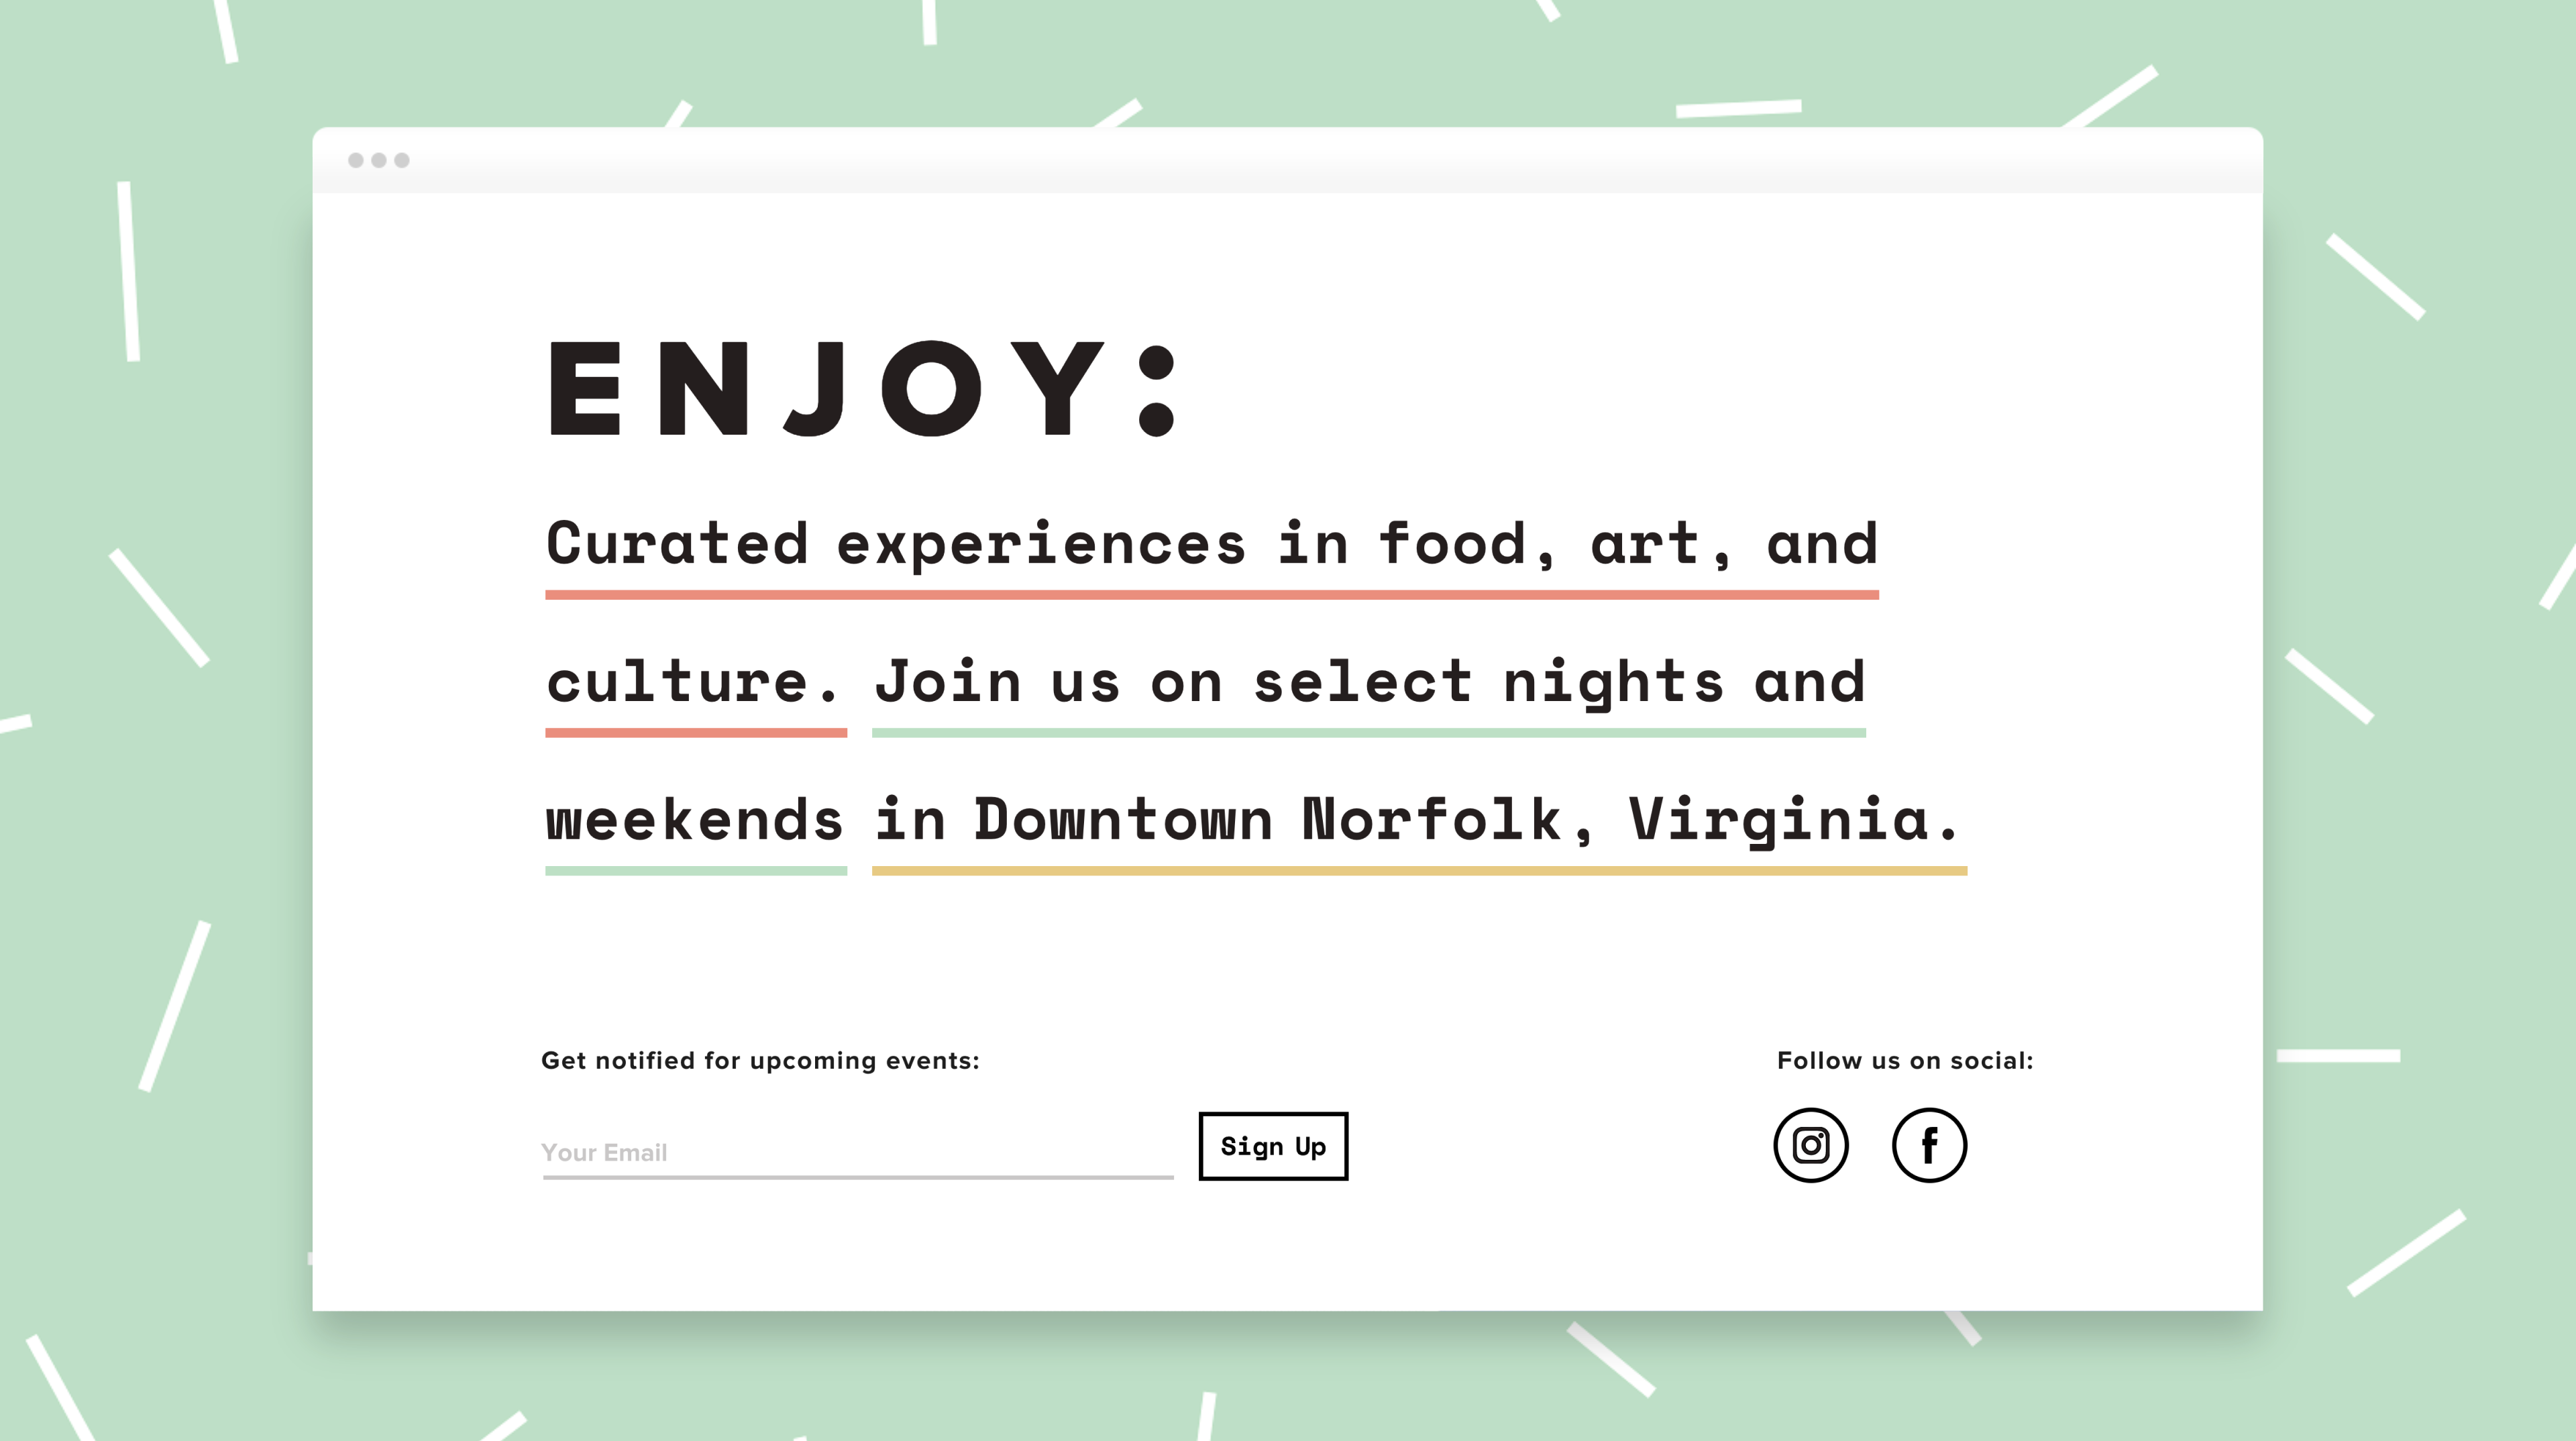 ENJOY:
Curated experiences in food, art, and
culture. Join us on select nights and
weekends in Downtown Norfolk, Virginia.
Get notified for upcoming events:
Follow us on social:
Your Email
Sign Up